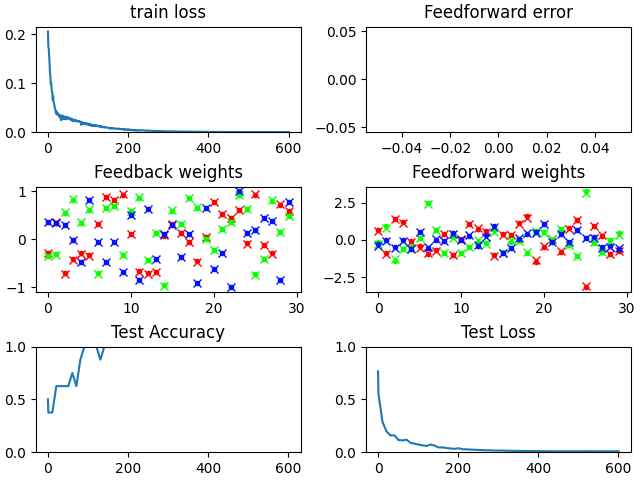 train loss
Feedforward error
0.2
0.1
0.0
0 200 400 600
0.05
0.00
−0.05
−0.04 −0.02 0.00 0.02 0.04
Feedback weights
Feedforward weights
1
0
−1
0 10 20 30
2.5
0.0
−2.5
0 10 20 30
Test Accuracy
Test Loss
1.0
0.5
0.0
0 200 400 600
1.0
0.5
0.0
0 200 400 600